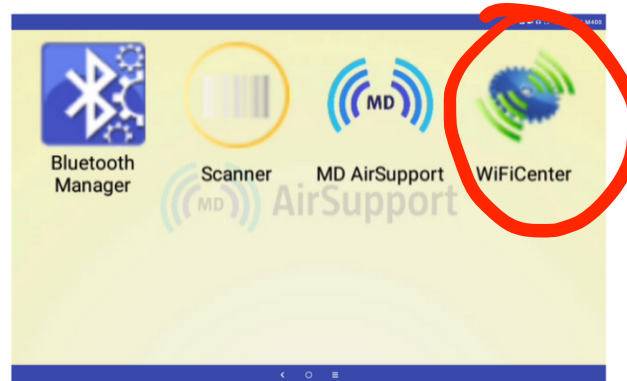 Bluetooth
Manager
Scanner
MD
MD AirSupport
WiFiCenter
MD AirSupport